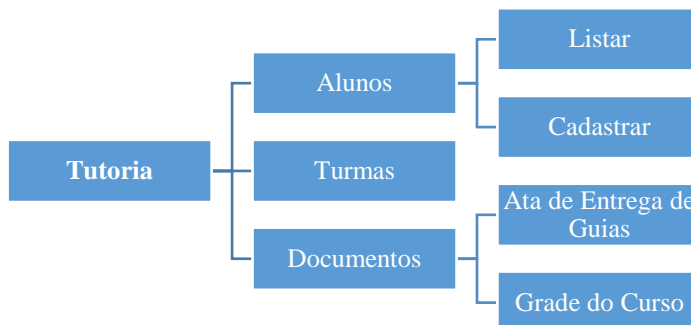 Tutoria
Alunos
Listar
Cadastrar
Turmas
Documentos
Ata de Entrega de
Guias
Grade do Curso